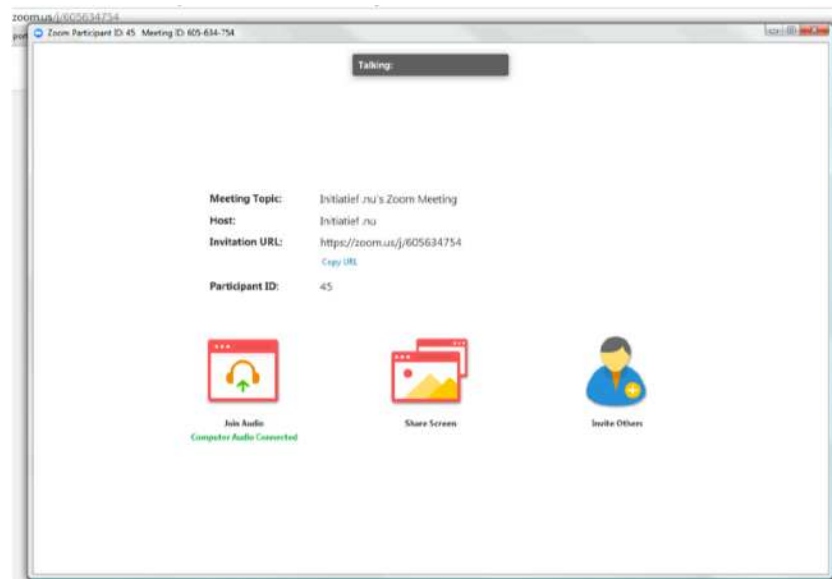 zoom.us/j/605634754
Zoom Participant ID: 45 Meeting ID: 605-634-754
Talking:
Meeting Topic: Initiatief .nu's Zoom Meeting
Host: Initiatief .nu
Invitation URL: https://zoom.us/j/605634754
Copy URL
Participant ID: 45
Join Audio Share Screen Invite Others
Computer Audio Connected